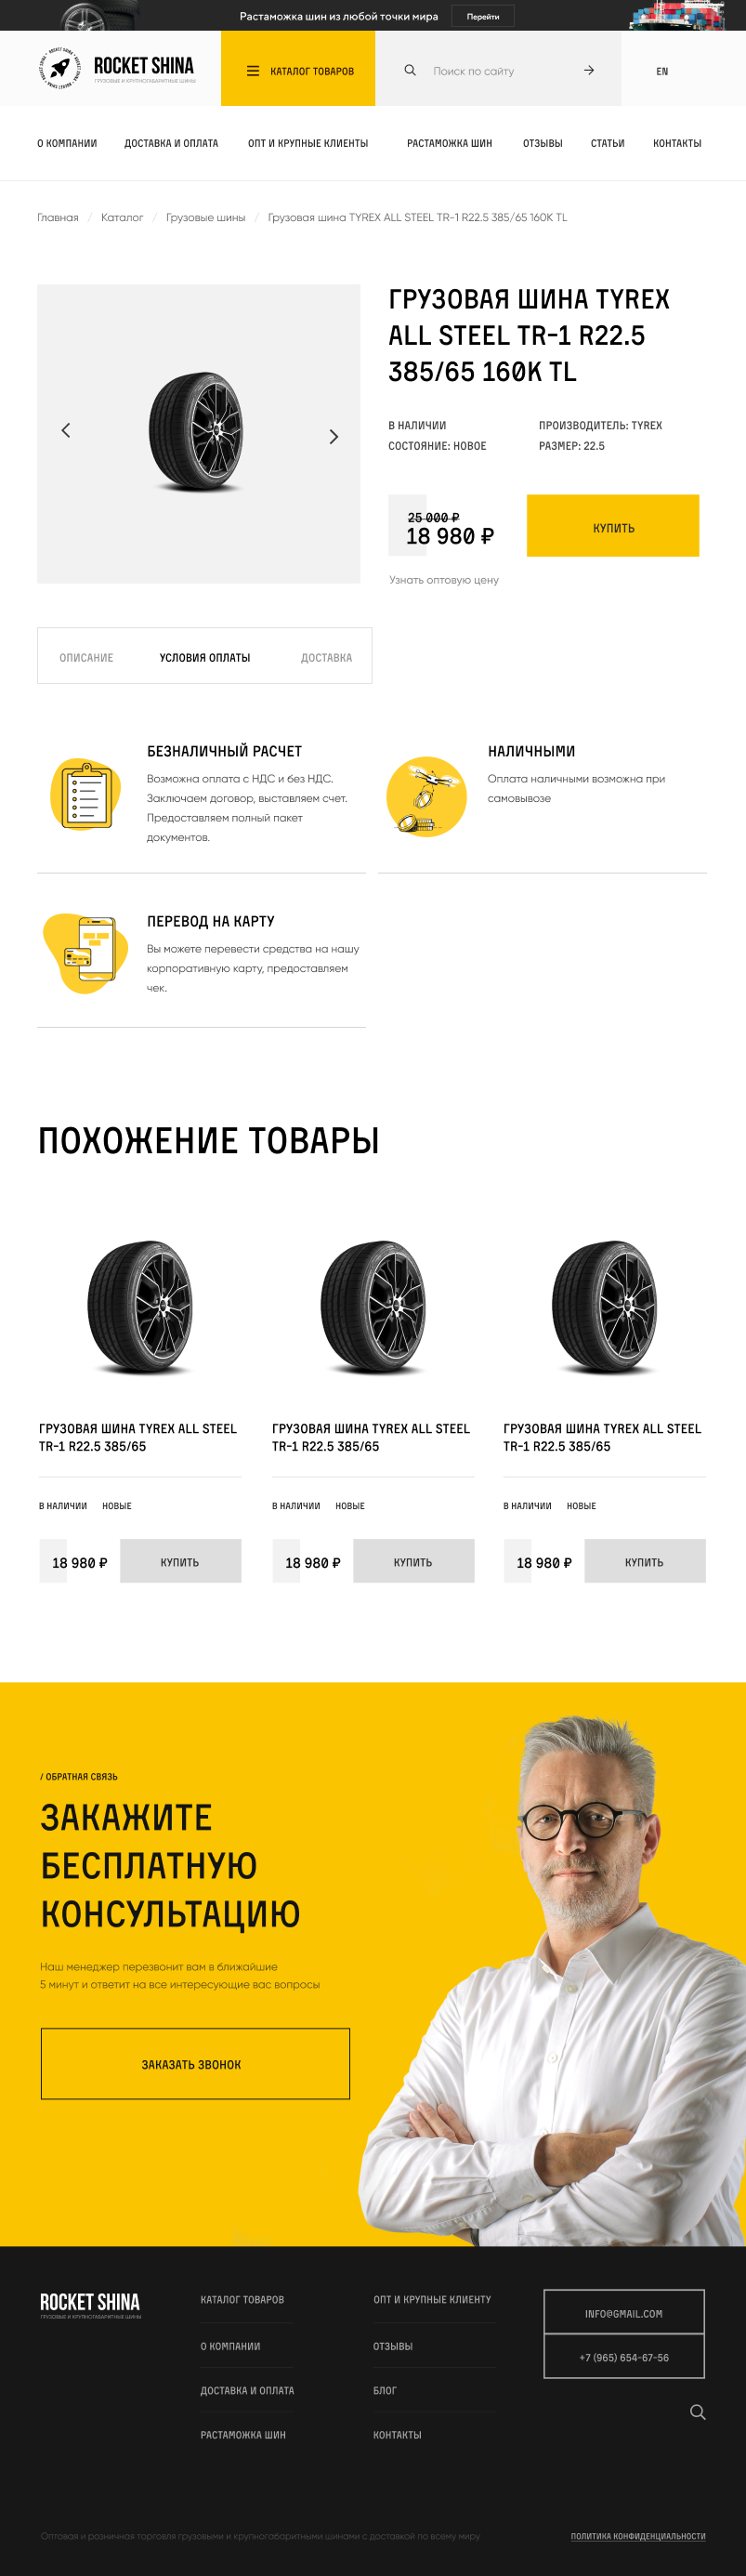 Растаможка шин из любой точки мира
Перейти
ROCKET SHINA
ГРУЗОВЫЕ И КРУПНОГАБАРИТНЫЕ ШИНЫ
КАТАЛОГ ТОВАРОВ
Поиск по сайту
EN
О КОМПАНИИ ДОСТАВКА И ОПЛАТА ОПТ И КРУПНЫЕ КЛИЕНТЫ РАСТАМОЖКА ШИН ОТЗЫВЫ СТАТЬИ КОНТАКТЫ
Главная / Каталог / Грузовые шины / Грузовая шина TYREX ALL STEEL TR-1 R22.5 385/65 160K TL
ГРУЗОВАЯ ШИНА TYREX
ALL STEEL TR-1 R22.5
385/65 160K TL
В НАЛИЧИИ ПРОИЗВОДИТЕЛЬ: TYREX
СОСТОЯНИЕ: НОВОЕ РАЗМЕР: 22.5
25 000 ₽
18 980 ₽
КУПИТЬ
Узнать оптовую цену
ОПИСАНИЕ УСЛОВИЯ ОПЛАТЫ ДОСТАВКА
БЕЗНАЛИЧНЫЙ РАСЧЕТ
Возможна оплата с НДС и без НДС.
Заключаем договор, выставляем счет.
Предоставляем полный пакет
документов.
НАЛИЧНЫМИ
Оплата наличными возможна при
самовывозе
ПЕРЕВОД НА КАРТУ
Вы можете перевести средства на нашу
корпоративную карту, предоставляем
чек.
ПОХОЖЕНИЕ ТОВАРЫ
ГРУЗОВАЯ ШИНА TYREX ALL STEEL
TR-1 R22.5 385/65
В НАЛИЧИИ НОВЫЕ
18 980 ₽ КУПИТЬ
ГРУЗОВАЯ ШИНА TYREX ALL STEEL
TR-1 R22.5 385/65
В НАЛИЧИИ НОВЫЕ
18 980 ₽ КУПИТЬ
ГРУЗОВАЯ ШИНА TYREX ALL STEEL
TR-1 R22.5 385/65
В НАЛИЧИИ НОВЫЕ
18 980 ₽ КУПИТЬ
/ ОБРАТНАЯ СВЯЗЬ
ЗАКАЖИТЕ
БЕСПЛАТНУЮ
КОНСУЛЬТАЦИЮ
Наш менеджер перезвонит вам в ближайшие
5 минут и ответит на все интересующие вас вопросы
ЗАКАЗАТЬ ЗВОНОК
ROCKET SHINA
ГРУЗОВЫЕ И КРУПНОГАБАРИТНЫЕ ШИНЫ
КАТАЛОГ ТОВАРОВ
О КОМПАНИИ
ДОСТАВКА И ОПЛАТА
РАСТАМОЖКА ШИН
ОПТ И КРУПНЫЕ КЛИЕНТУ
ОТЗЫВЫ
БЛОГ
КОНТАКТЫ
INFO@GMAIL.COM
+7 (965) 654-67-56
Оптовая и розничная торговля грузовыми и крупногабаритными шинами с доставкой по всему миру
ПОЛИТИКА КОНФИДЕНЦИАЛЬНОСТИ